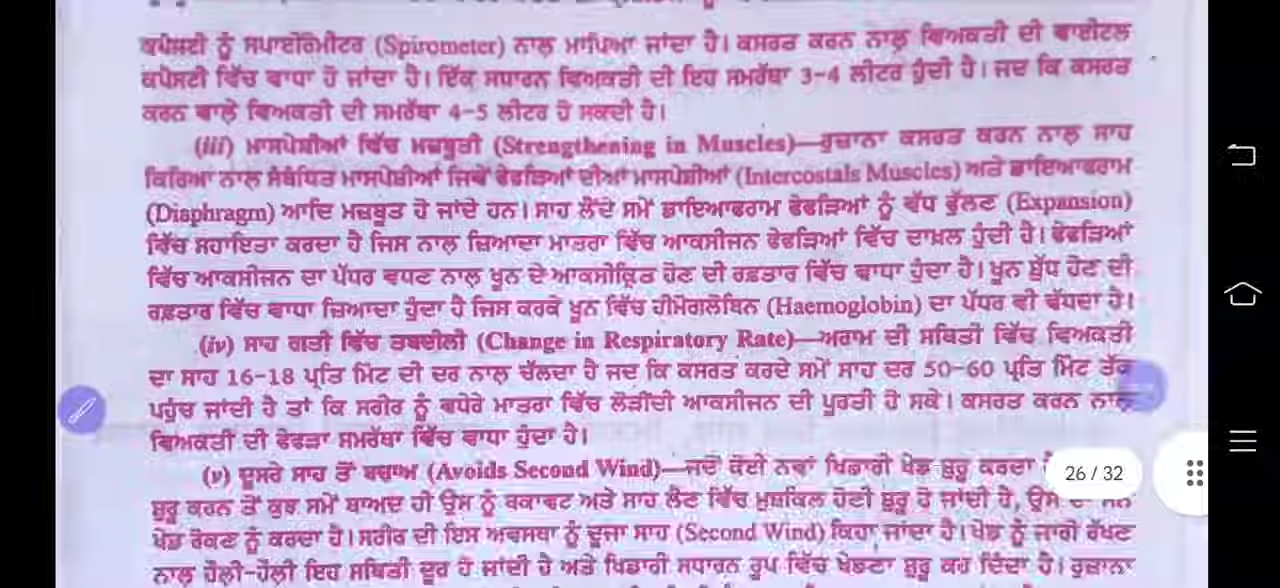 ਕਪੈਸਟੀ ਨੂੰ ਸਪਾਈਰੋਮੀਟਰ (Spirometer) ਨਾਲ ਮਾਪਿਆ ਜਾਂਦਾ ਹੈ। ਕਸਰਤ ਕਰਨ ਨਾਲ ਵਿਅਕਤੀ ਦੀ ਵਾਈਟਲ
ਕਪੈਸਟੀ ਵਿੱਚ ਵਾਧਾ ਹੋ ਜਾਂਦਾ ਹੈ। ਇੱਕ ਸਧਾਰਨ ਵਿਅਕਤੀ ਦੀ ਇਹ ਸਮਰੱਥਾ 3-4 ਲੀਟਰ ਹੁੰਦੀ ਹੈ। ਜਦ ਕਿ ਕਸਰਤ
ਕਰਨ ਵਾਲੇ ਵਿਅਕਤੀ ਦੀ ਸਮਰੱਥਾ 4-5 ਲੀਟਰ ਹੋ ਸਕਦੀ ਹੈ।
(iii) ਮਾਸਪੇਸ਼ੀਆਂ ਵਿੱਚ ਮਜ਼ਬੂਤੀ (Strengthening in Muscles)—ਰੁਜ਼ਾਨਾ ਕਸਰਤ ਕਰਨ ਨਾਲ ਸਾਹ
ਕਿਰਿਆ ਨਾਲ ਸੰਬੰਧਿਤ ਮਾਸਪੇਸ਼ੀਆਂ ਜਿਵੇਂ ਫੇਫੜਿਆਂ ਦੀਆਂ ਮਾਸਪੇਸ਼ੀਆਂ (Intercostals Muscles) ਅਤੇ ਡਾਇਆਫਰਾਮ
(Diaphragm) ਆਦਿ ਮਜ਼ਬੂਤ ਹੋ ਜਾਂਦੇ ਹਨ। ਸਾਹ ਲੈਂਦੇ ਸਮੇਂ ਡਾਇਆਫਰਾਮ ਫੇਫੜਿਆਂ ਨੂੰ ਵੱਧ ਫੁੱਲਣ (Expansion)
ਵਿੱਚ ਸਹਾਇਤਾ ਕਰਦਾ ਹੈ ਜਿਸ ਨਾਲ ਜ਼ਿਆਦਾ ਮਾਤਰਾ ਵਿੱਚ ਆਕਸੀਜਨ ਫੇਫੜਿਆਂ ਵਿੱਚ ਦਾਖ਼ਲ ਹੁੰਦੀ ਹੈ। ਫੇਫੜਿਆਂ
ਵਿੱਚ ਆਕਸੀਜਨ ਦਾ ਪੱਧਰ ਵਧਣ ਨਾਲ ਖੂਨ ਦੇ ਆਕਸੀਕ੍ਰਿਤ ਹੋਣ ਦੀ ਰਫ਼ਤਾਰ ਵਿੱਚ ਵਾਧਾ ਹੁੰਦਾ ਹੈ। ਖੂਨ ਸ਼ੁੱਧ ਹੋਣ ਦੀ
ਰਫ਼ਤਾਰ ਵਿੱਚ ਵਾਧਾ ਜ਼ਿਆਦਾ ਹੁੰਦਾ ਹੈ ਜਿਸ ਕਰਕੇ ਖੂਨ ਵਿੱਚ ਹੀਮੋਗਲੋਬਿਨ (Haemoglobin) ਦਾ ਪੱਧਰ ਵੀ ਵੱਧਦਾ ਹੈ।
(iv) ਸਾਹ ਗਤੀ ਵਿੱਚ ਤਬਦੀਲੀ (Change in Respiratory Rate)—ਅਰਾਮ ਦੀ ਸਥਿਤੀ ਵਿੱਚ ਵਿਅਕਤੀ
ਦਾ ਸਾਹ 16-18 ਪ੍ਰਤਿ ਮਿੰਟ ਦੀ ਦਰ ਨਾਲ ਚੱਲਦਾ ਹੈ ਜਦ ਕਿ ਕਸਰਤ ਕਰਦੇ ਸਮੇਂ ਸਾਹ ਦਰ 50-60 ਪ੍ਰਤਿ ਮਿੰਟ ਤੱਕ
ਪਹੁੰਚ ਜਾਂਦੀ ਹੈ ਤਾਂ ਕਿ ਸਰੀਰ ਨੂੰ ਵਧੇਰੇ ਮਾਤਰਾ ਵਿੱਚ ਲੋੜੀਂਦੀ ਆਕਸੀਜਨ ਦੀ ਪੂਰਤੀ ਹੋ ਸਕੇ। ਕਸਰਤ ਕਰਨ ਨਾਲ
ਵਿਅਕਤੀ ਦੀ ਫੇਫੜਾ ਸਮਰੱਥਾ ਵਿੱਚ ਵਾਧਾ ਹੁੰਦਾ ਹੈ।
(v) ਦੂਸਰੇ ਸਾਹ ਤੋਂ ਬਚਾਅ (Avoids Second Wind)—ਜਦੋਂ ਕੋਈ ਨਵਾਂ ਖਿਡਾਰੀ ਖੇਡ ਸ਼ੁਰੂ ਕਰਦਾ
26 / 32
ਸ਼ੁਰੂ ਕਰਨ ਤੋਂ ਕੁਝ ਸਮੇਂ ਬਾਅਦ ਹੀ ਉਸ ਨੂੰ ਥਕਾਵਟ ਅਤੇ ਸਾਹ ਲੈਣ ਵਿੱਚ ਮੁਸ਼ਕਿਲ ਹੋਣੀ ਸ਼ੁਰੂ ਹੋ ਜਾਂਦੀ ਹੈ, ਉਸ
ਖੇਡ ਰੋਕਣ ਨੂੰ ਕਰਦਾ ਹੈ। ਸਰੀਰ ਦੀ ਇਸ ਅਵਸਥਾ ਨੂੰ ਦੂਜਾ ਸਾਹ (Second Wind) ਕਿਹਾ ਜਾਂਦਾ ਹੈ। ਖੇਡ ਨੂੰ ਜਾਰੀ ਰੱਖਣ
ਨਾਲ ਹੌਲੀ-ਹੌਲੀ ਇਹ ਸਥਿਤੀ ਦੂਰ ਹੋ ਜਾਂਦੀ ਹੈ ਅਤੇ ਖਿਡਾਰੀ ਸਧਾਰਨ ਰੂਪ ਵਿੱਚ ਖੇਡਣਾ ਸ਼ੁਰੂ ਕਰ ਦਿੰਦਾ ਹੈ। ਰੁਜ਼ਾਨਾ